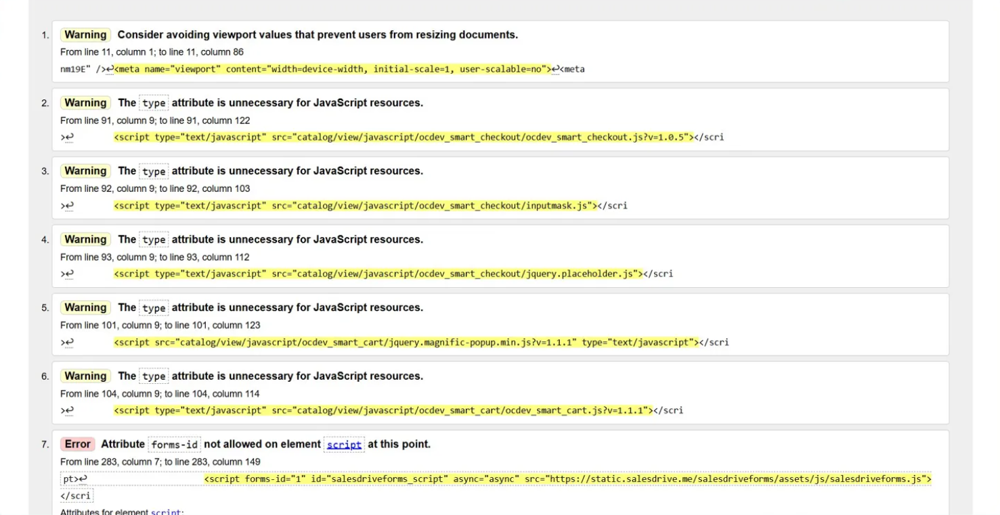 1. Warning Consider avoiding viewport values that prevent users from resizing documents.
From line 11, column 1; to line 11, column 86
nm19E" />↩<meta name="viewport" content="width=device-width, initial-scale=1, user-scalable=no">↩<meta
2. Warning The type attribute is unnecessary for JavaScript resources.
From line 91, column 9; to line 91, column 122
>↩ <script type="text/javascript" src="catalog/view/javascript/ocdev_smart_checkout/ocdev_smart_checkout.js?v=1.0.5"></scri
3. Warning The type attribute is unnecessary for JavaScript resources.
From line 92, column 9; to line 92, column 103
>↩ <script type="text/javascript" src="catalog/view/javascript/ocdev_smart_checkout/inputmask.js"></scri
4. Warning The type attribute is unnecessary for JavaScript resources.
From line 93, column 9; to line 93, column 112
>↩ <script type="text/javascript" src="catalog/view/javascript/ocdev_smart_checkout/jquery.placeholder.js"></scri
5. Warning The type attribute is unnecessary for JavaScript resources.
From line 101, column 9; to line 101, column 123
>↩ <script src="catalog/view/javascript/ocdev_smart_cart/jquery.magnific-popup.min.js?v=1.1.1" type="text/javascript"></scri
6. Warning The type attribute is unnecessary for JavaScript resources.
From line 104, column 9; to line 104, column 114
>↩ <script type="text/javascript" src="catalog/view/javascript/ocdev_smart_cart/ocdev_smart_cart.js?v=1.1.1"></scri
7. Error Attribute forms-id not allowed on element script at this point.
From line 283, column 7; to line 283, column 149
pt>↩ <script forms-id="1" id="salesdriveforms_script" async="async" src="https://static.salesdrive.me/salesdriveforms/assets/js/salesdriveforms.js">
</scri
Attributes for element script: